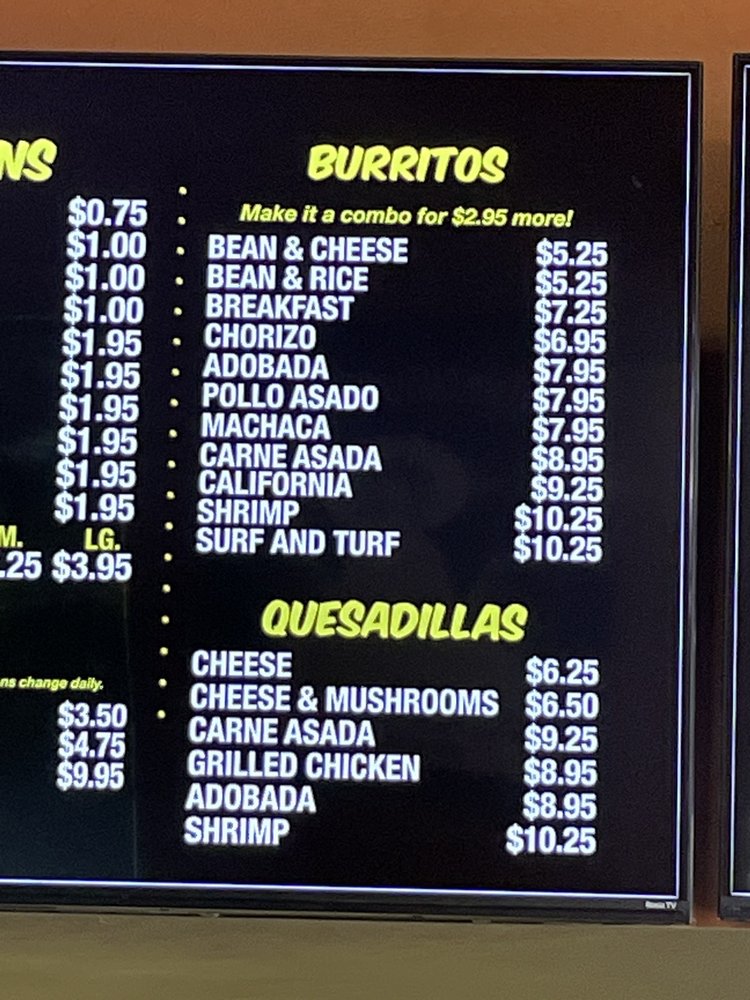 NS
$0.75
$1.00
$1.00
$1.00
$1.95
$1.95
$1.95
$1.95
$1.95
$1.95
M. LG.
.25 $3.95
ns change daily.
$3.50
$4.75
$9.95
BURRITOS
Make it a combo for $2.95 more!
BEAN & CHEESE $5.25
BEAN & RICE $5.25
BREAKFAST $7.25
CHORIZO $6.95
ADOBADA $7.95
POLLO ASADO $7.95
MACHACA $7.95
CARNE ASADA $8.95
CALIFORNIA $9.25
SHRIMP $10.25
SURF AND TURF $10.25
QUESADILLAS
CHEESE $6.25
CHEESE & MUSHROOMS $6.50
CARNE ASADA $9.25
GRILLED CHICKEN $8.95
ADOBADA $8.95
SHRIMP $10.25
Roku TV